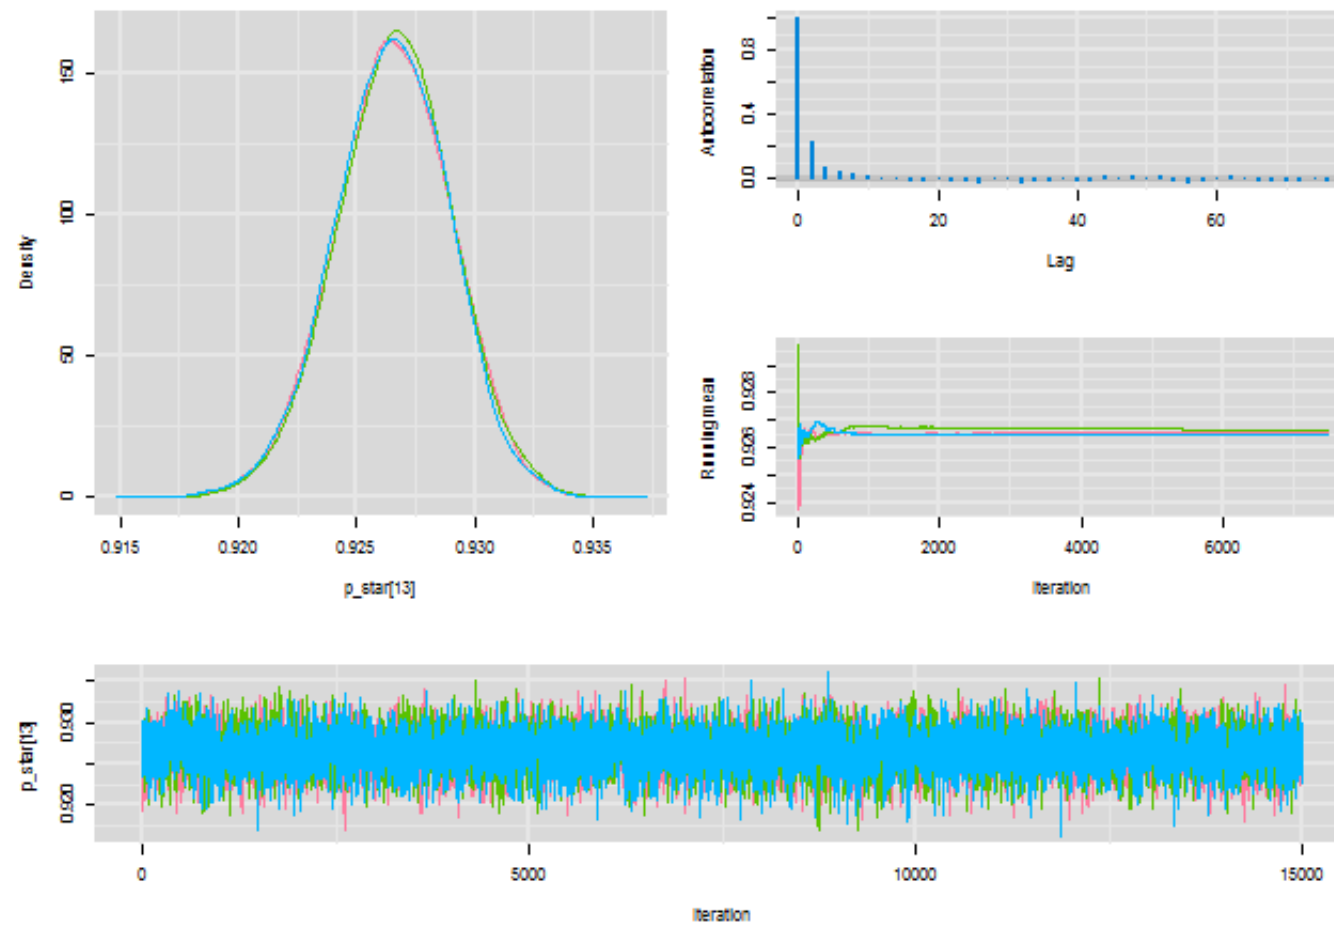 Density
0
50
100
150
0.915 0.920 0.925 0.930 0.935
p_star[13]
Autocorrelation
0.0 0.4 0.8
0 20 40 60
Lag
Running mean
0.924 0.926 0.928
0 2000 4000 6000
Iteration
p_star[13]
0.920 0.930
0 5000 10000 15000
Iteration